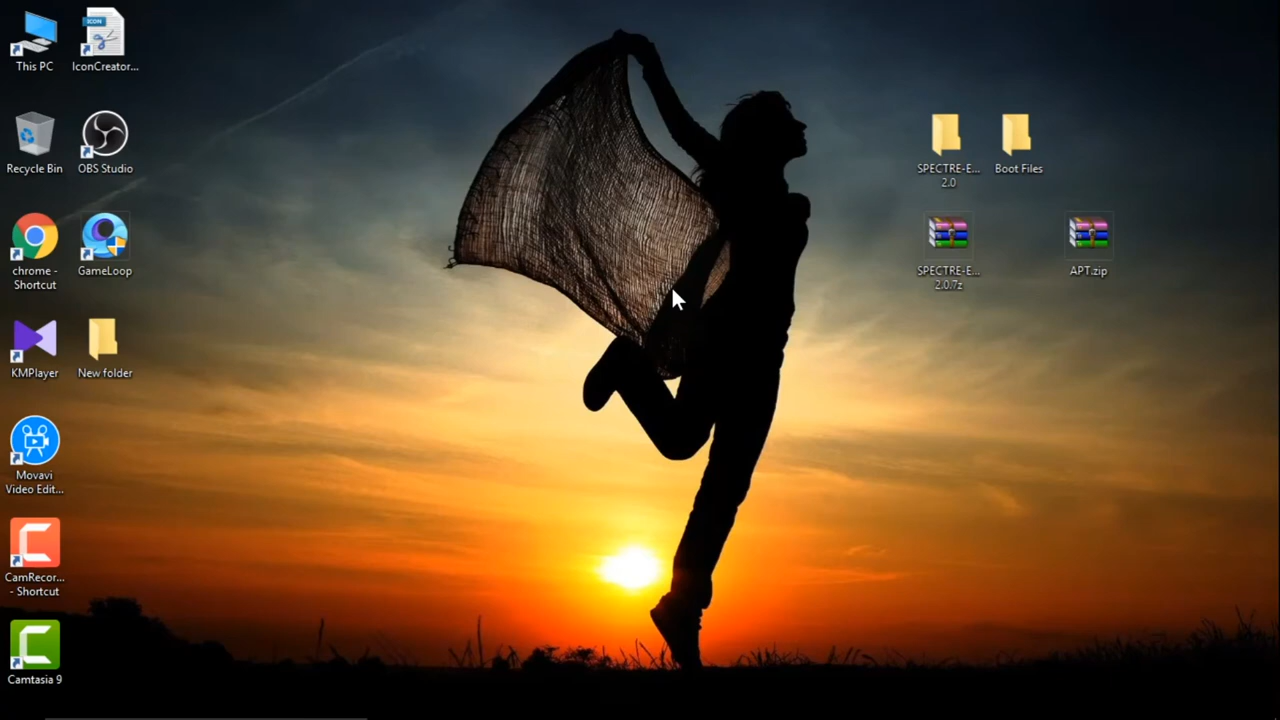 This PC
ICON
IconCreator...
Recycle Bin
OBS Studio
chrome -
Shortcut
GameLoop
KMPlayer
New folder
Movavi
Video Edit...
CamRecor...
- Shortcut
Camtasia 9
SPECTRE-E...
2.0
Boot Files
SPECTRE-E...
2.0.7z
APT.zip